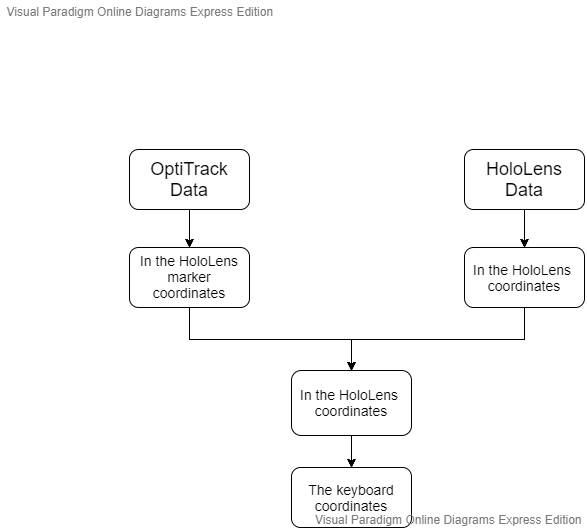 Visual Paradigm Online Diagrams Express Edition
OptiTrack
Data
HoloLens
Data
In the HoloLens
marker
coordinates
In the HoloLens
coordinates
In the HoloLens
coordinates
The keyboard
coordinates
Visual Paradigm Online Diagrams Express Edition